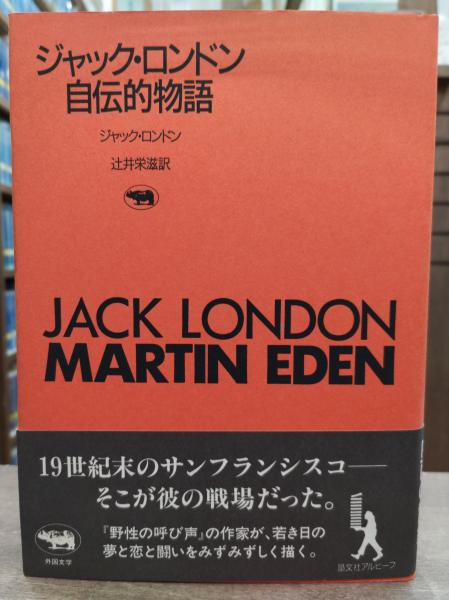 ジャック・ロンドン
自伝的物語
ジャック・ロンドン
辻井栄滋訳
JACK LONDON
MARTIN EDEN
19世紀末のサンフランシスコ――
そこが彼の戦場だった。
『野性の呼び声』の作家が、若き日の
夢と恋と闘いをみずみずしく描く。
外国文学
晶文社アルヒーフ